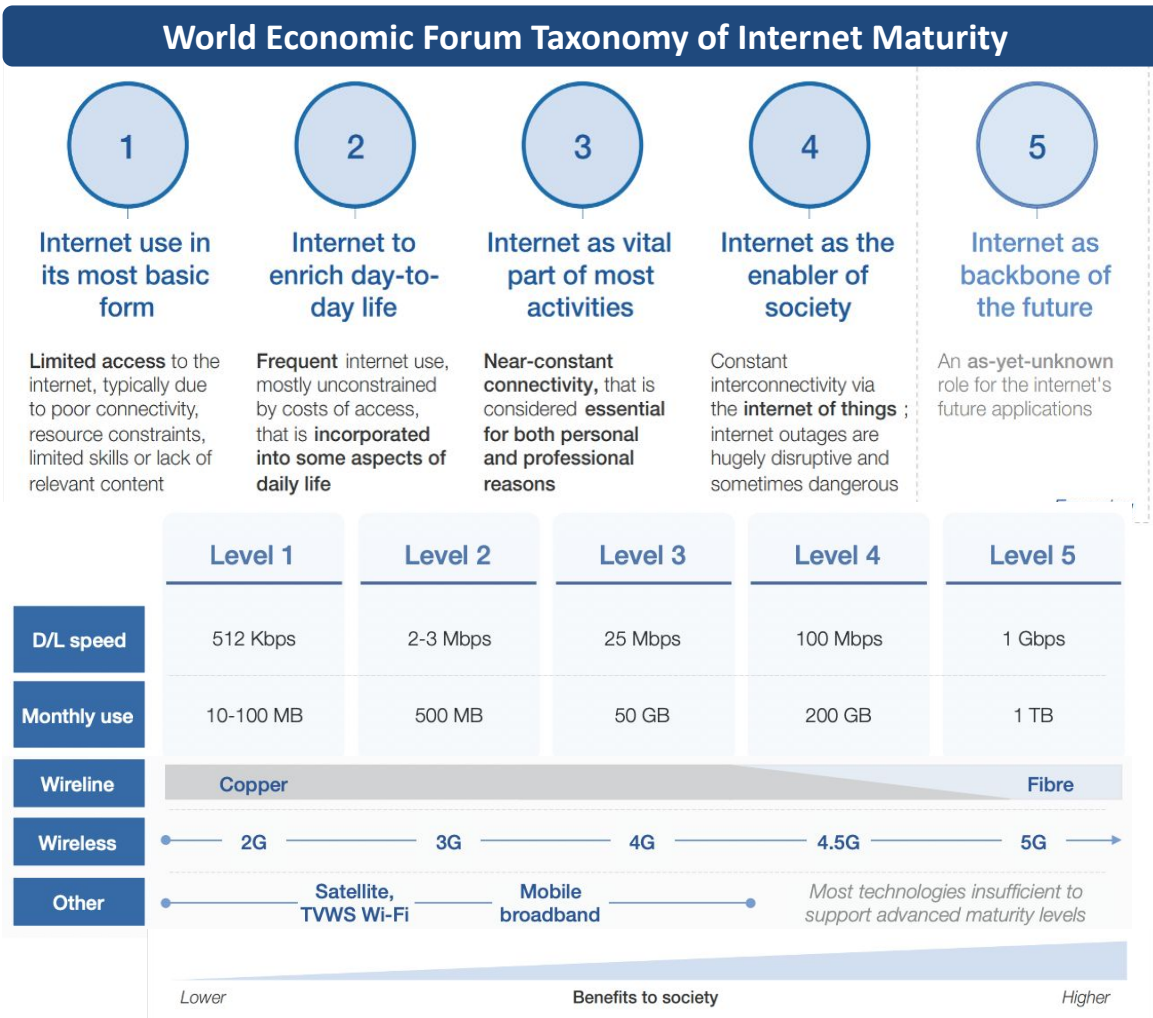 World Economic Forum Taxonomy of Internet Maturity
1
2
3
4
5
Internet use in
its most basic
form
Internet to
enrich day-to-
day life
Internet as vital
part of most
activities
Internet as the
enabler of
society
Internet as
backbone of
the future
Limited access to the
internet, typically due
to poor connectivity,
resource constraints,
limited skills or lack of
relevant content
Frequent internet use,
mostly unconstrained
by costs of access,
that is incorporated
into some aspects of
daily life
Near-constant
connectivity, that is
considered essential
for both personal
and professional
reasons
Constant
interconnectivity via
the internet of things ;
internet outages are
hugely disruptive and
sometimes dangerous
An as-yet-unknown
role for the internet's
future applications
Level 1 Level 2 Level 3 Level 4 Level 5
D/L speed 512 Kbps 2-3 Mbps 25 Mbps 100 Mbps 1 Gbps
Monthly use 10-100 MB 500 MB 50 GB 200 GB 1 TB
Wireline Copper Fibre
Wireless 2G 3G 4G 4.5G 5G
Other
Satellite,
TVWS Wi-Fi
Mobile
broadband
Most technologies insufficient to
support advanced maturity levels
Lower Benefits to society Higher